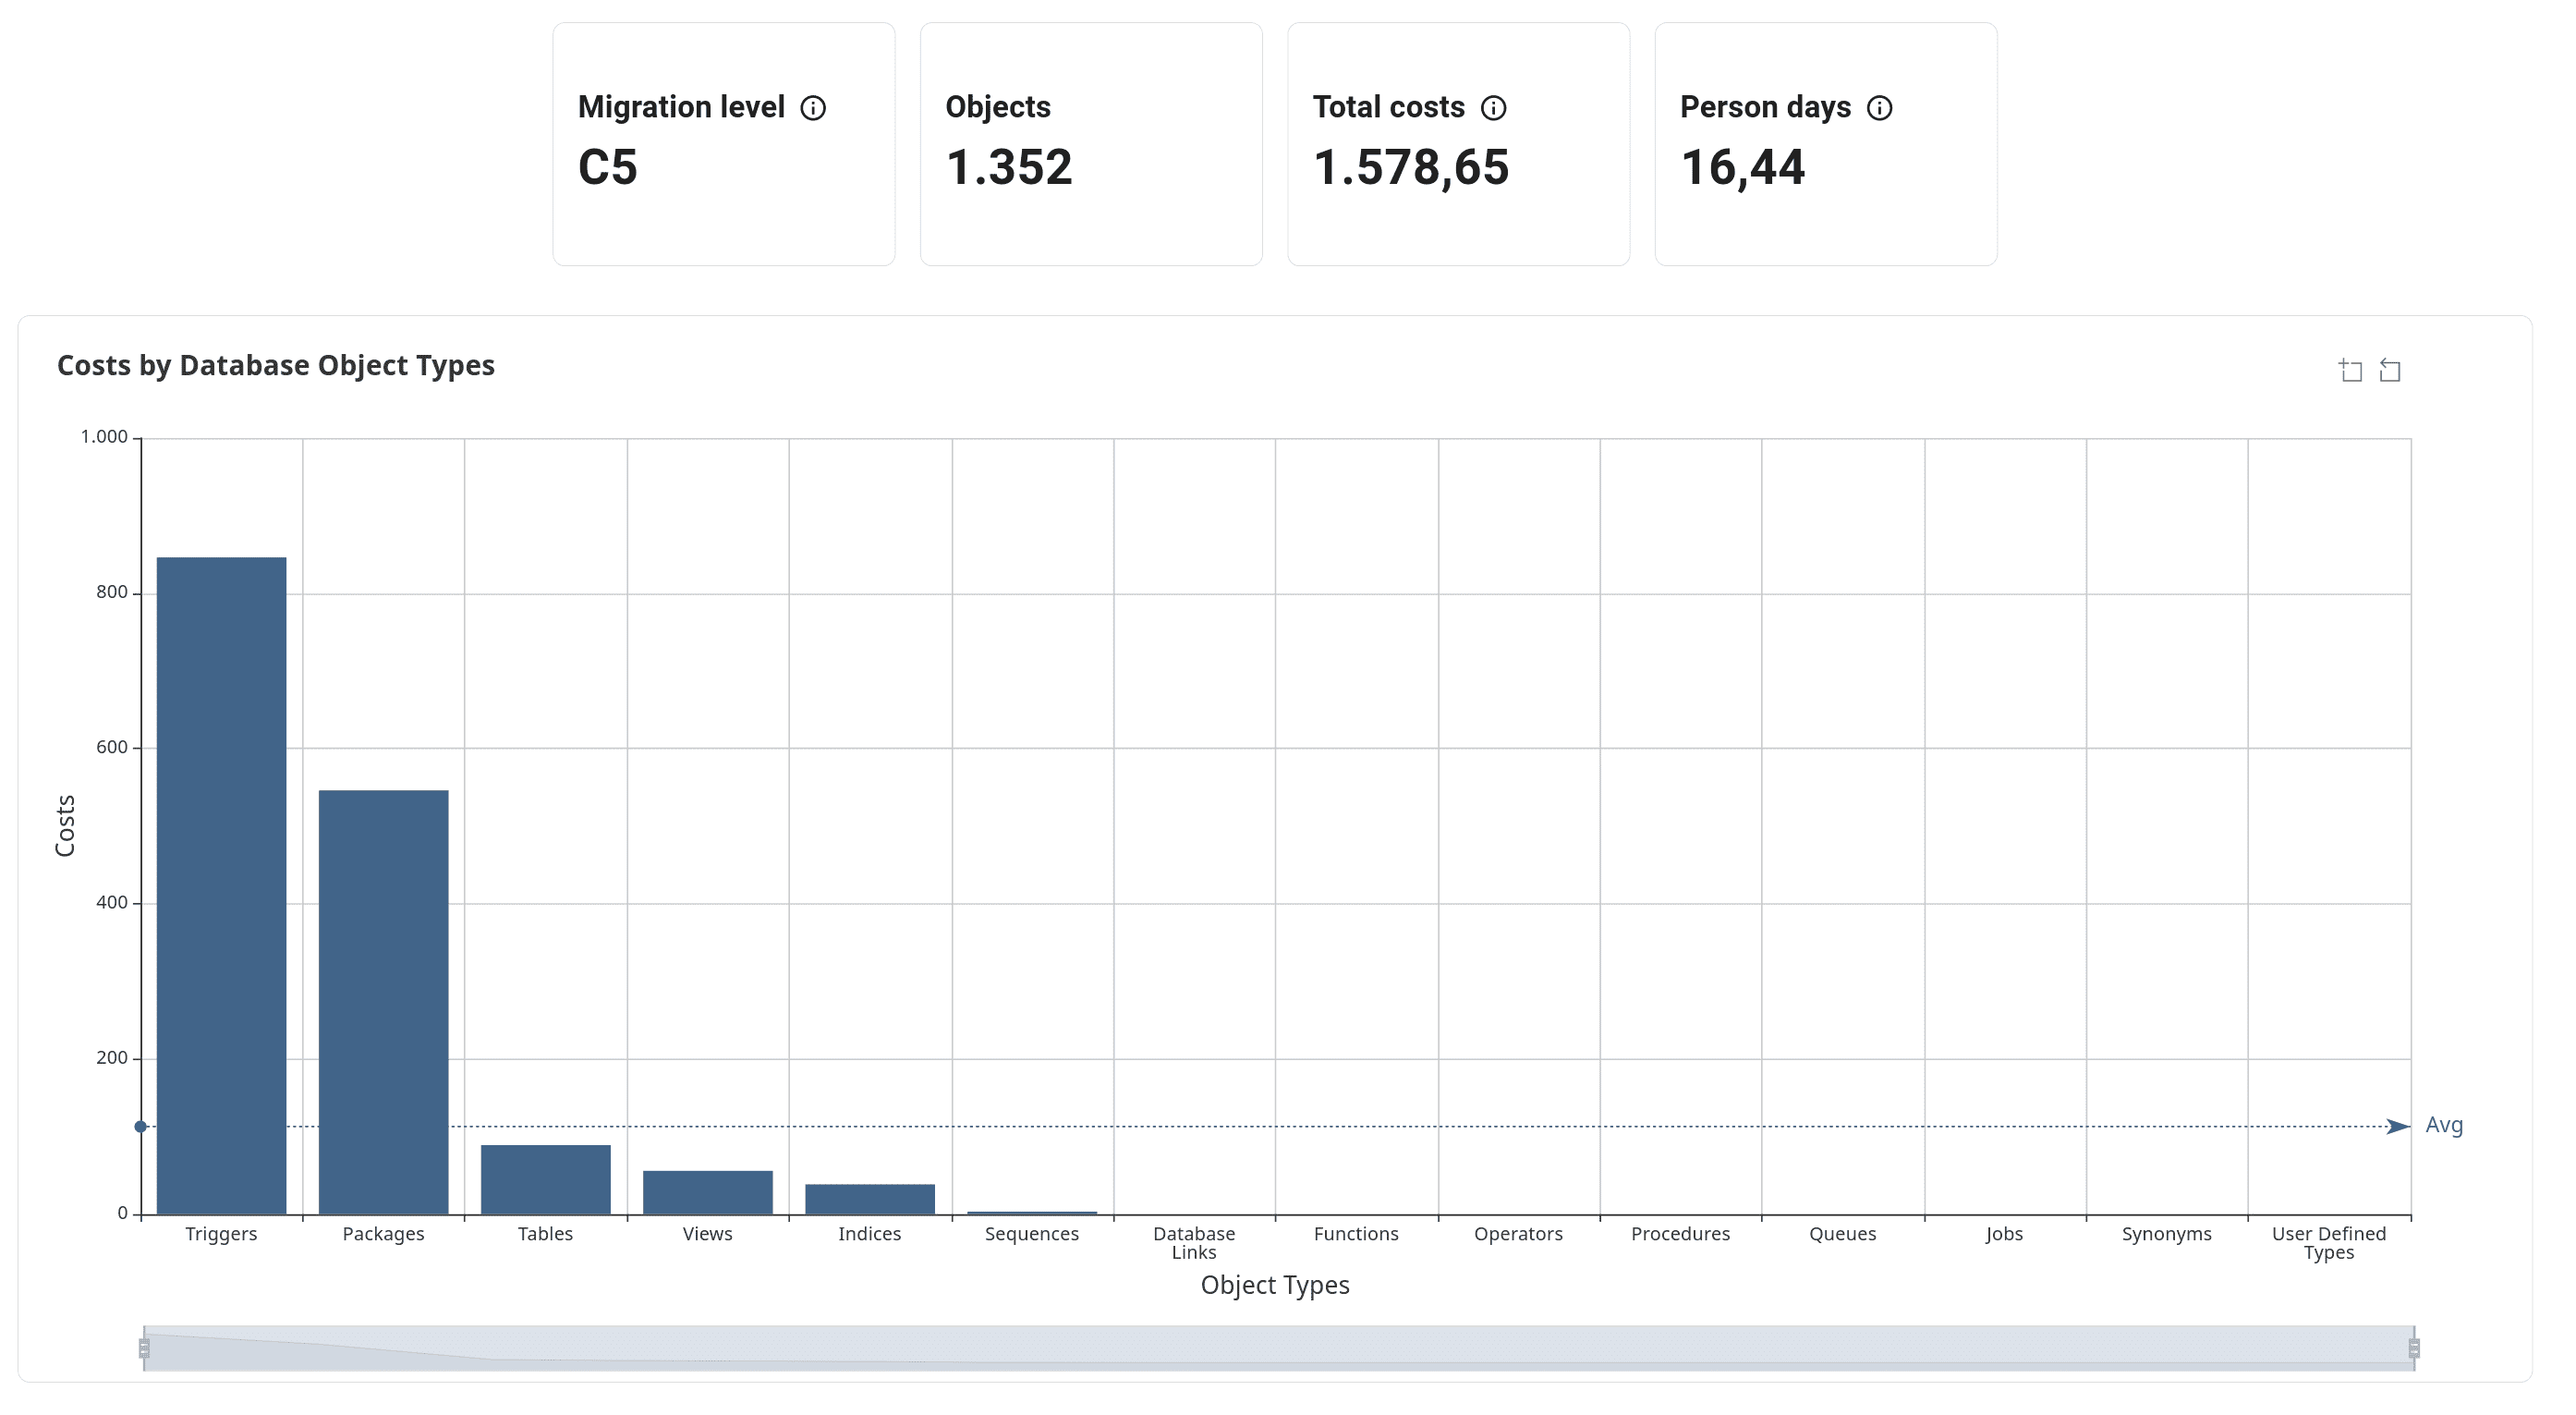 Migration level
C5
Objects
1.352
Total costs
1.578,65
Person days
16,44
Costs by Database Object Types
1.000
800
600
400
200
0
Costs
Avg
Triggers
Packages
Tables
Views
Indices
Sequences
Database
Links
Functions
Operators
Procedures
Queues
Jobs
Synonyms
User Defined
Types
Object Types